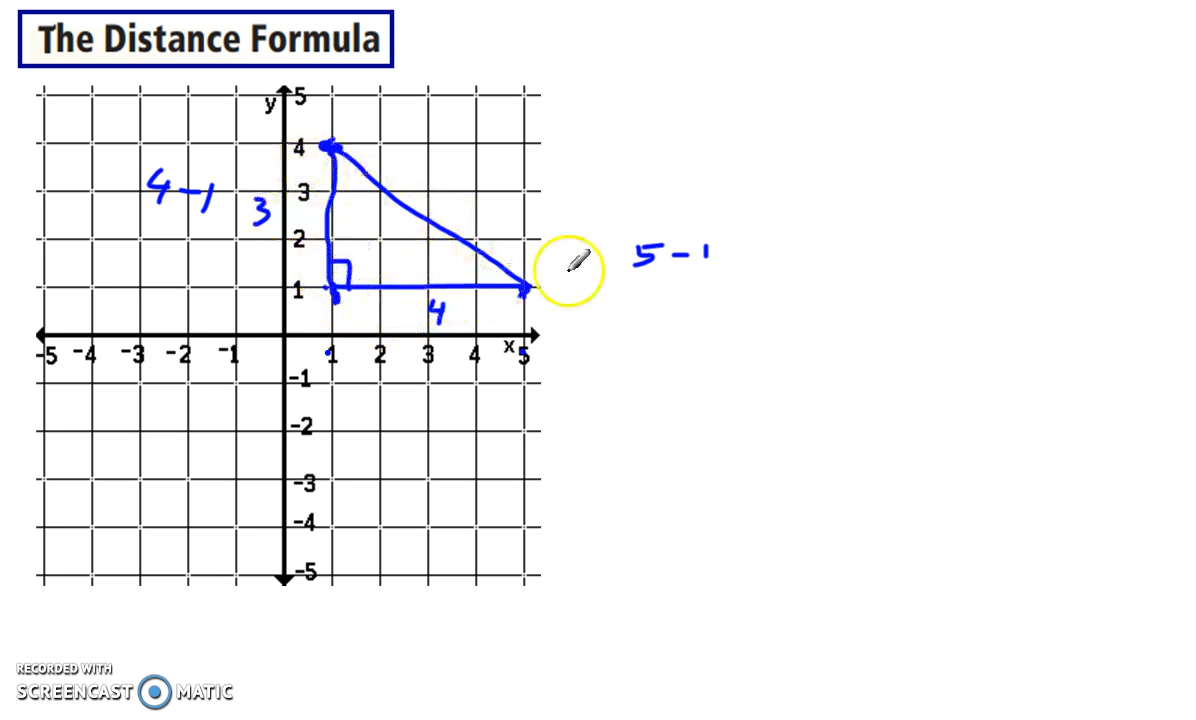 The Distance Formula
y 5
4
4-1 3
3
2
5-1
1
4
-5 -4 -3 -2 -1 1 2 3 4 x 5
-1
-2
-3
-4
-5
RECORDED WITH
SCREENCAST MATIC